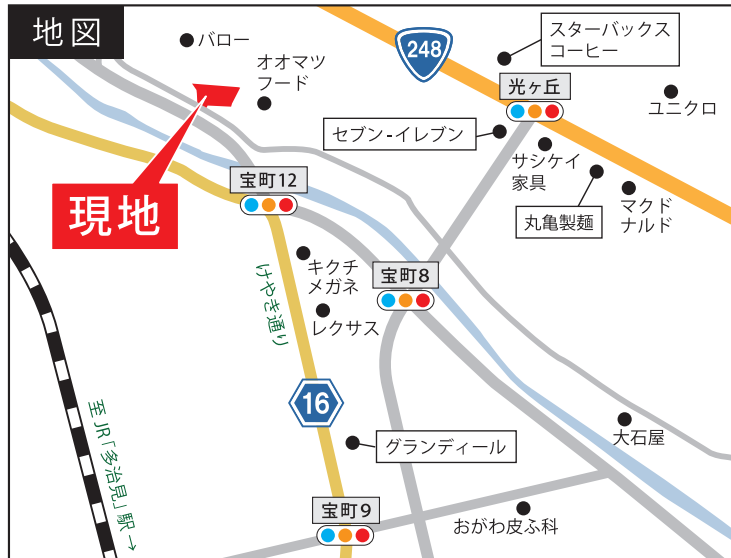 地図
バロー
オオマツ
フード
248
スターバックス
コーヒー
光ヶ丘
ユニクロ
セブン-イレブン
サシケイ
家具
丸亀製麺
マクド
ナルド
現地
宝町12
キクチ
メガネ
宝町8
けやき通り
レクサス
16
グランディール
大石屋
至JR「多治見」駅→
宝町9
おがわ皮ふ科